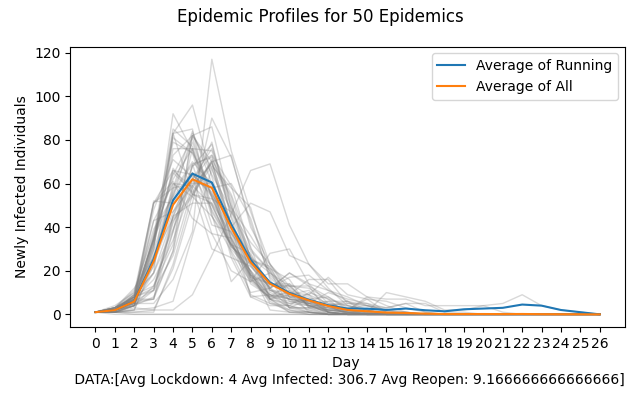 Epidemic Profiles for 50 Epidemics
Average of Running
Average of All
Newly Infected Individuals
120
100
80
60
40
20
0
0 1 2 3 4 5 6 7 8 9 10 11 12 13 14 15 16 17 18 19 20 21 22 23 24 25 26
Day
DATA:[Avg Lockdown: 4 Avg Infected: 306.7 Avg Reopen: 9.166666666666666]